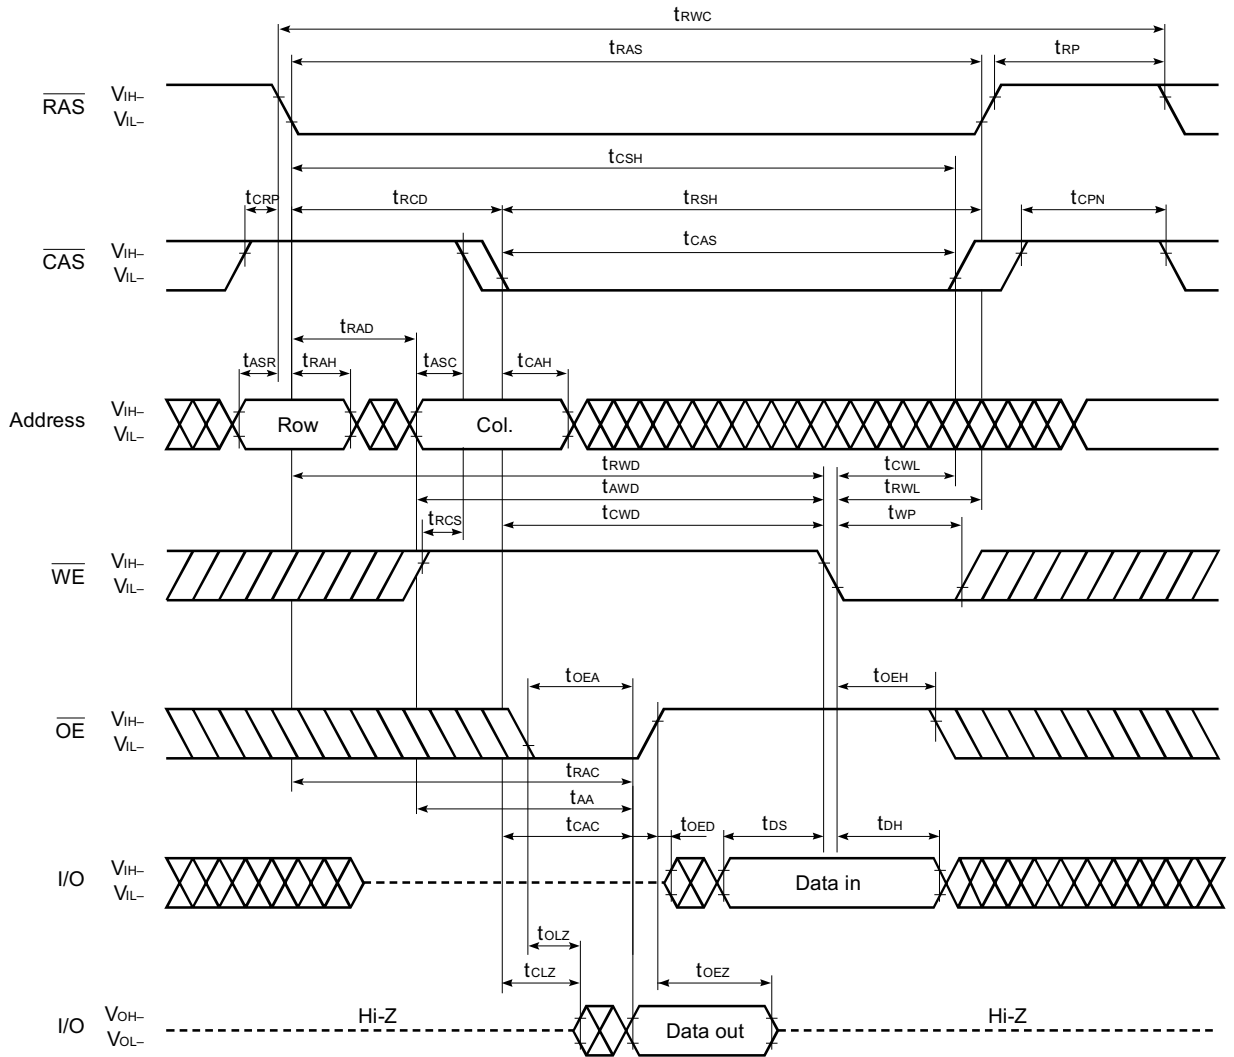 tRWC
tRAS
tRP
RAS
VIH–
VIL–
tCSH
tCRP
tRCD
tRSH
tCPN
CAS
VIH–
VIL–
tCAS
tRAD
tASR
tRAH
tASC
tCAH
Address
VIH–
VIL–
Row
Col.
tRWD
tCWL
tAWD
tRWL
tRCS
tCWD
tWP
WE
VIH–
VIL–
tOEA
tOEH
OE
VIH–
VIL–
tRAC
tAA
tCAC
tOED
tDS
tDH
I/O
VIH–
VIL–
Data in
tOLZ
tCLZ
tOEZ
I/O
VOH–
VOL–
Hi-Z
Data out
Hi-Z